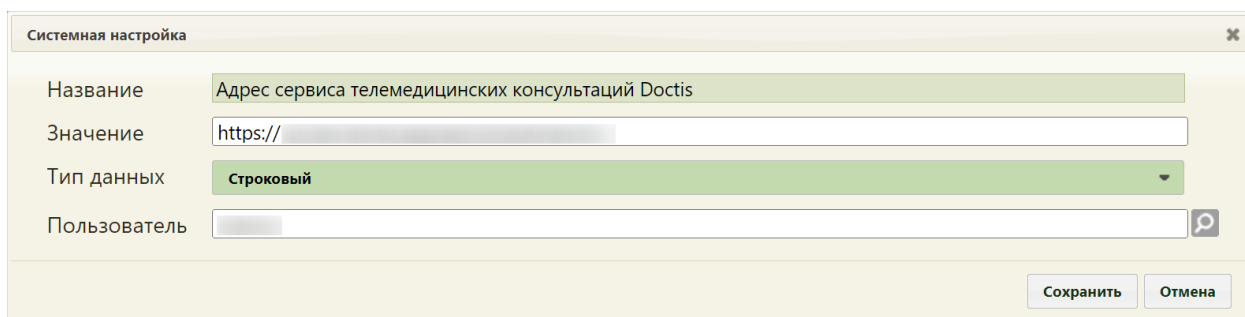 Системная настройка
Название Адрес сервиса телемедицинских консультаций Doctis
Значение https://
Тип данных Строковый
Пользователь
Сохранить Отмена